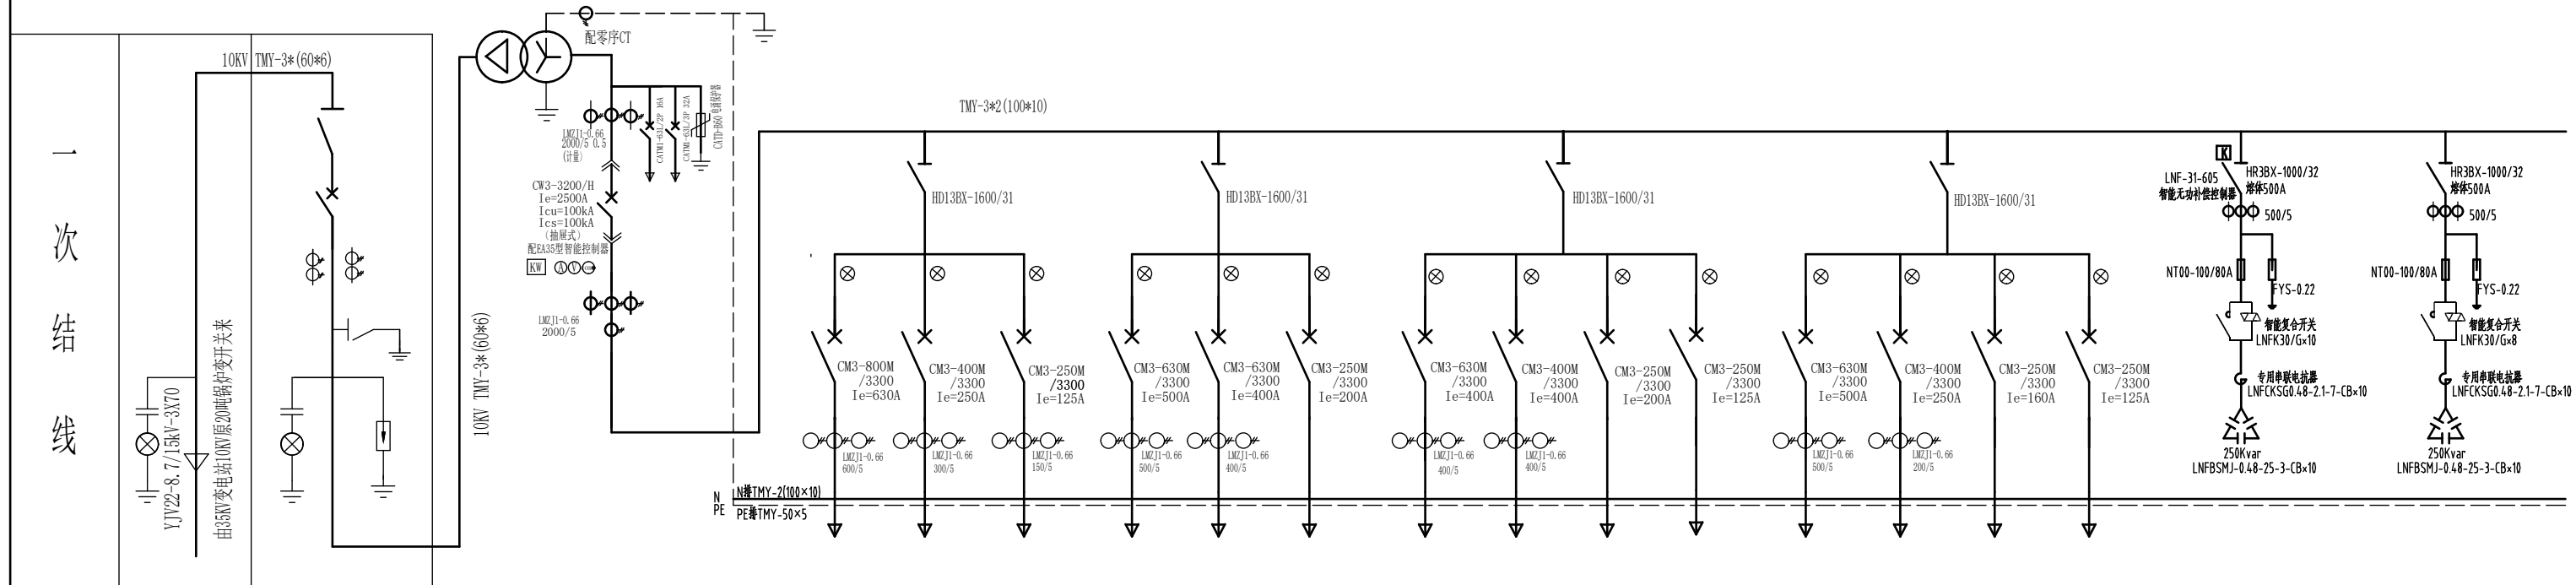 一次结线
10KV TMY-3*(60*6)
YJV22-8.7/15kV-3X70
由35KV变电站10KV原20吨锅炉变开关来
10KV TMY-3*(60*6)
配零序CT
LMZJ1-0.66
2000/5 0.5
(计量)
CATM1-63L/2P 16A
CATM1-63L/3P 32A
CATD-B60 电涌保护器
CW3-3200/H
Ie=2500A
Icu=100kA
Ics=100kA
(抽屉式)
配EA35型智能控制器
KW A V
LMZJ1-0.66
2000/5
TMY-3*2(100*10)
HD13BX-1600/31
HD13BX-1600/31
HD13BX-1600/31
HD13BX-1600/31
CM3-800M
/3300
Ie=630A
CM3-400M
/3300
Ie=250A
CM3-250M
/3300
Ie=125A
CM3-630M
/3300
Ie=500A
CM3-630M
/3300
Ie=400A
CM3-250M
/3300
Ie=200A
CM3-630M
/3300
Ie=400A
CM3-400M
/3300
Ie=400A
CM3-250M
/3300
Ie=200A
CM3-250M
/3300
Ie=125A
CM3-630M
/3300
Ie=500A
CM3-400M
/3300
Ie=250A
CM3-250M
/3300
Ie=160A
CM3-250M
/3300
Ie=125A
LMZJ1-0.66
600/5
LMZJ1-0.66
300/5
LMZJ1-0.66
150/5
LMZJ1-0.66
500/5
LMZJ1-0.66
400/5
LMZJ1-0.66
400/5
LMZJ1-0.66
400/5
LMZJ1-0.66
500/5
LMZJ1-0.66
200/5
N
N排TMY-2(100×10)
PE
PE排TMY-50×5
K
LNF-31-605
智能无功补偿控制器
HR3BX-1000/32
熔体500A
500/5
NT00-100/80A
FYS-0.22
智能复合开关
LNFK30/G×10
专用串联电抗器
LNFCKSG0.48-2.1-7-CB×10
250Kvar
LNFBSMJ-0.48-25-3-CB×10
HR3BX-1000/32
熔体500A
500/5
NT00-100/80A
FYS-0.22
智能复合开关
LNFK30/G×8
专用串联电抗器
LNFCKSG0.48-2.1-7-CB×10
250Kvar
LNFBSMJ-0.48-25-3-CB×10